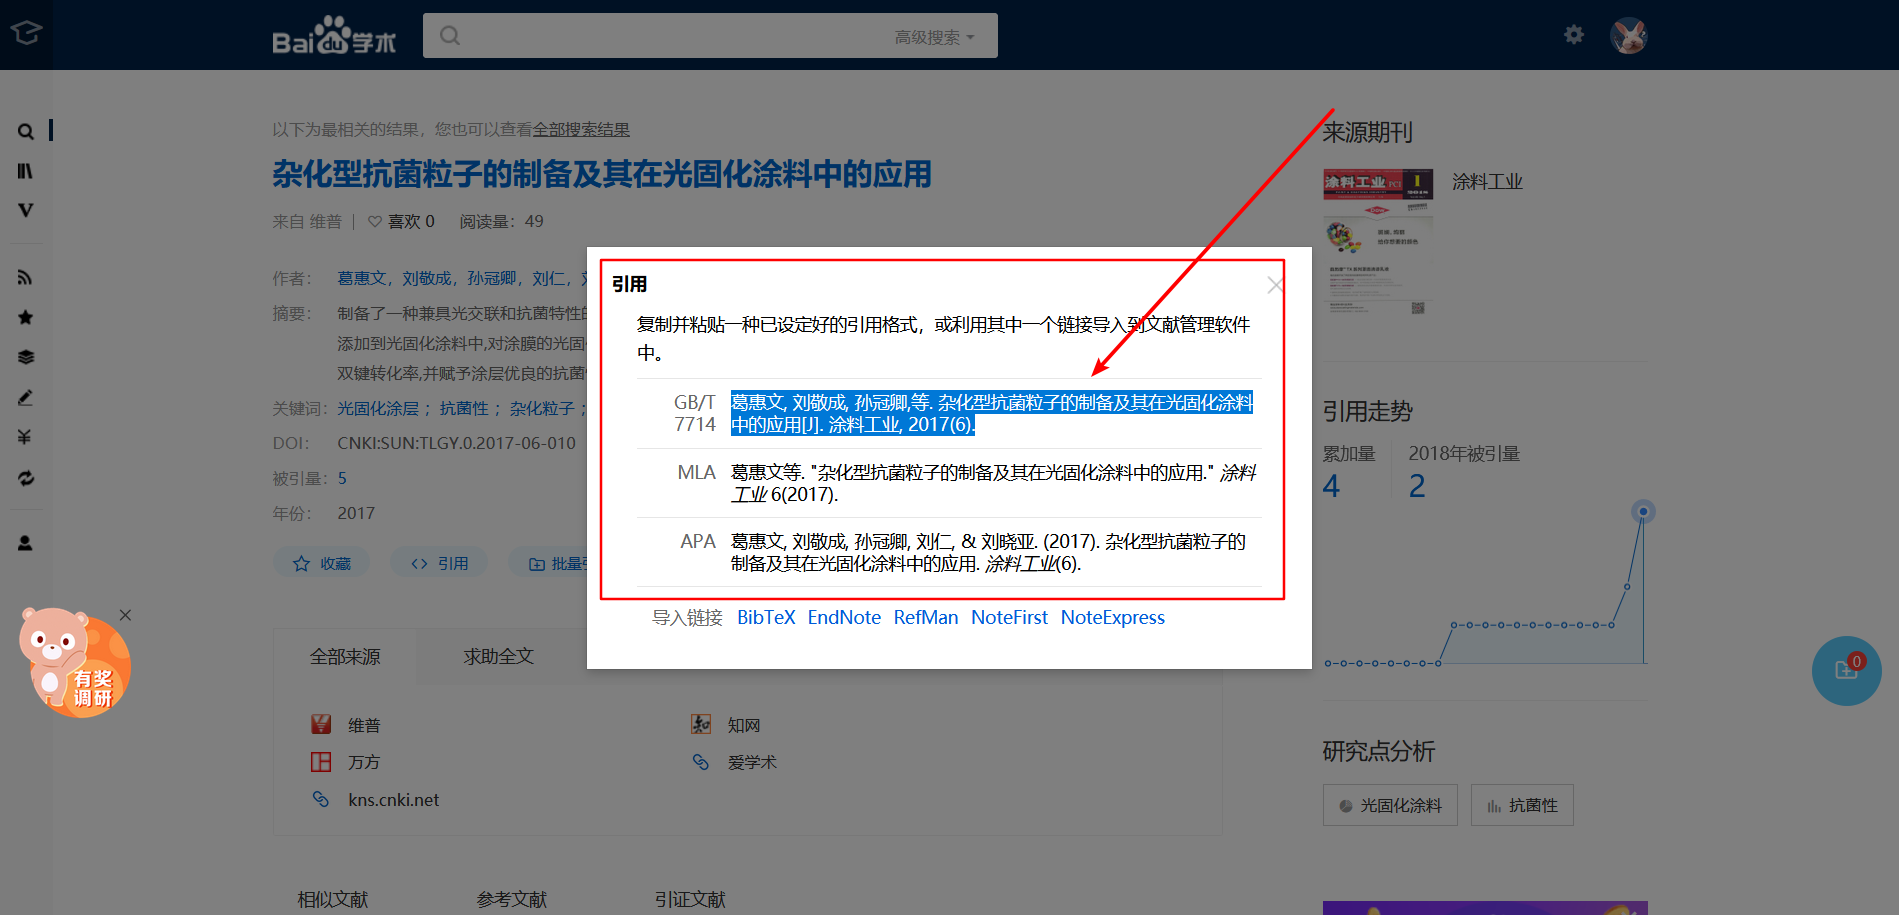 Bai du 学术
高级搜索
以下为最相关的结果，您也可以查看全部搜索结果
杂化型抗菌粒子的制备及其在光固化涂料中的应用
来自 维普
喜欢 0
阅读量：49
作者：
葛惠文，刘敬成，孙冠卿，刘仁，
摘要：
制备了一种兼具光交联和抗菌特性的
添加到光固化涂料中,对涂膜的光固
双键转化率,并赋予涂层优良的抗菌
关键词：
光固化涂层； 抗菌性； 杂化粒子；
DOI：
CNKI:SUN:TLGY.0.2017-06-010
被引量：
5
年份：
2017
收藏
引用
批量
引用
复制并粘贴一种已设定好的引用格式，或利用其中一个链接导入到文献管理软件
中。
GB/T
7714
葛惠文, 刘敬成, 孙冠卿,等. 杂化型抗菌粒子的制备及其在光固化涂料
中的应用[J]. 涂料工业, 2017(6).
MLA
葛惠文等. "杂化型抗菌粒子的制备及其在光固化涂料中的应用." 涂料
工业 6(2017).
APA
葛惠文, 刘敬成, 孙冠卿, 刘仁, & 刘晓亚. (2017). 杂化型抗菌粒子的
制备及其在光固化涂料中的应用. 涂料工业(6).
导入链接 BibTeX EndNote RefMan NoteFirst NoteExpress
有奖
调研
全部来源
求助全文
维普
知网
万方
爱学术
kns.cnki.net
相似文献
参考文献
引证文献
来源期刊
涂料工业 PCI
1
涂料工业
引用走势
累加量
4
2018年被引量
2
0
研究点分析
光固化涂料
抗菌性